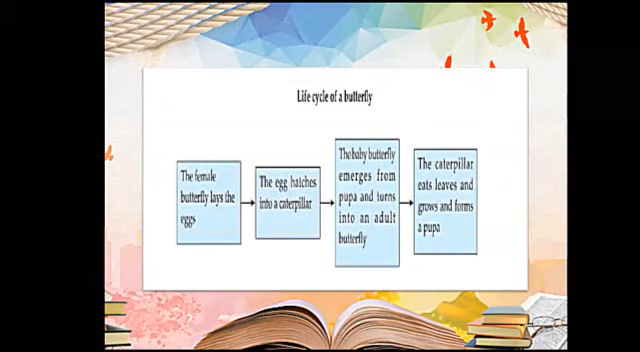 Life cycle of a butterfly
The female
butterfly lays the
eggs
The egg hatches
into a caterpillar
The baby butterfly
emerges from
pupa and turns
into an adult
butterfly
The caterpillar
eats leaves and
grows and forms
a pupa